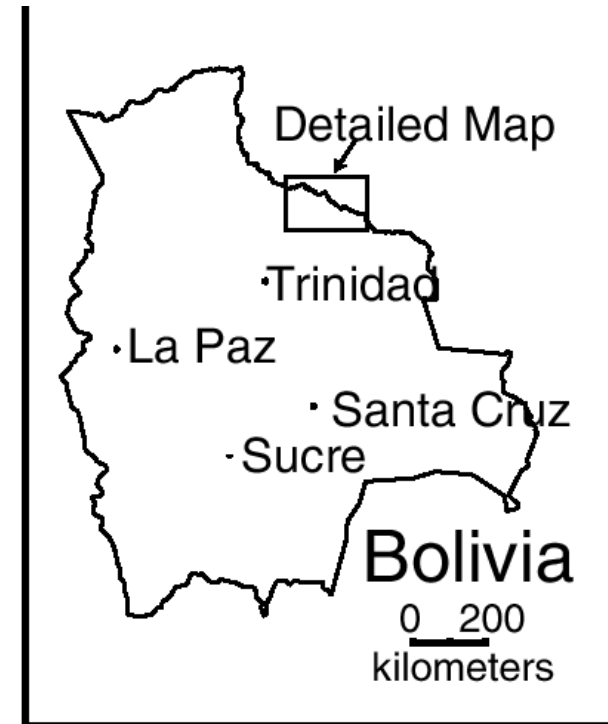 Detailed Map
Trinidad
La Paz
Santa Cruz
Sucre
Bolivia
0 200
kilometers